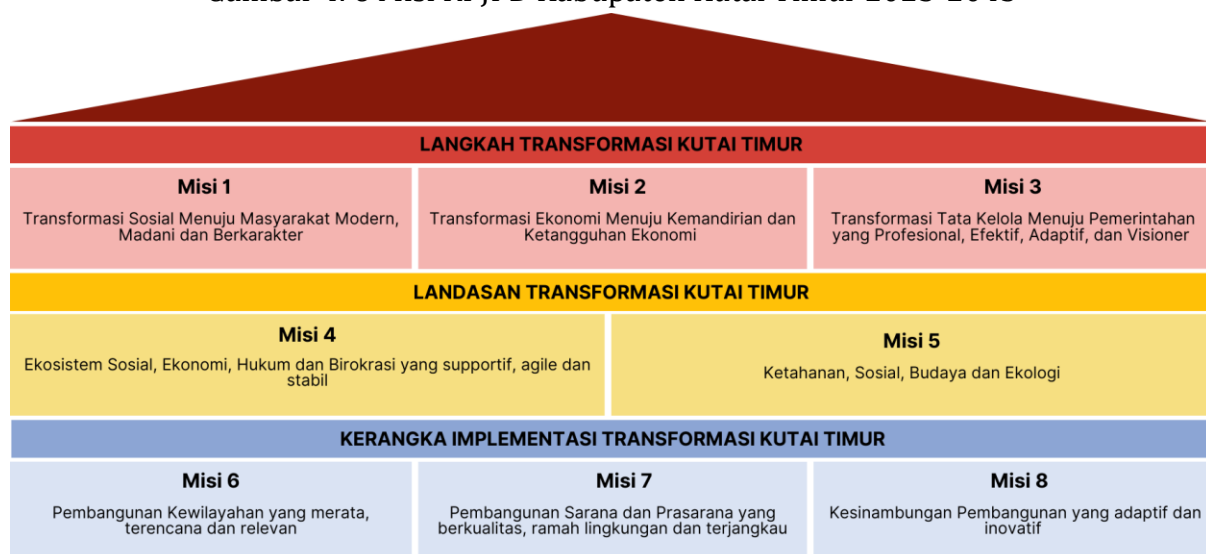 LANGKAH TRANSFORMASI KUTAI TIMUR
Misi 1
Transformasi Sosial Menuju Masyarakat Modern,
Madani dan Berkarakter
Misi 2
Transformasi Ekonomi Menuju Kemandirian dan
Ketangguhan Ekonomi
Misi 3
Transformasi Tata Kelola Menuju Pemerintahan
yang Profesional, Efektif, Adaptif, dan Visioner
LANDASAN TRANSFORMASI KUTAI TIMUR
Misi 4
Ekosistem Sosial, Ekonomi, Hukum dan Birokrasi yang supportif, agile dan
stabil
Misi 5
Ketahanan, Sosial, Budaya dan Ekologi
KERANGKA IMPLEMENTASI TRANSFORMASI KUTAI TIMUR
Misi 6
Pembangunan Kewilayahan yang merata,
terencana dan relevan
Misi 7
Pembangunan Sarana dan Prasarana yang
berkualitas, ramah lingkungan dan terjangkau
Misi 8
Kesinambungan Pembangunan yang adaptif dan
inovatif